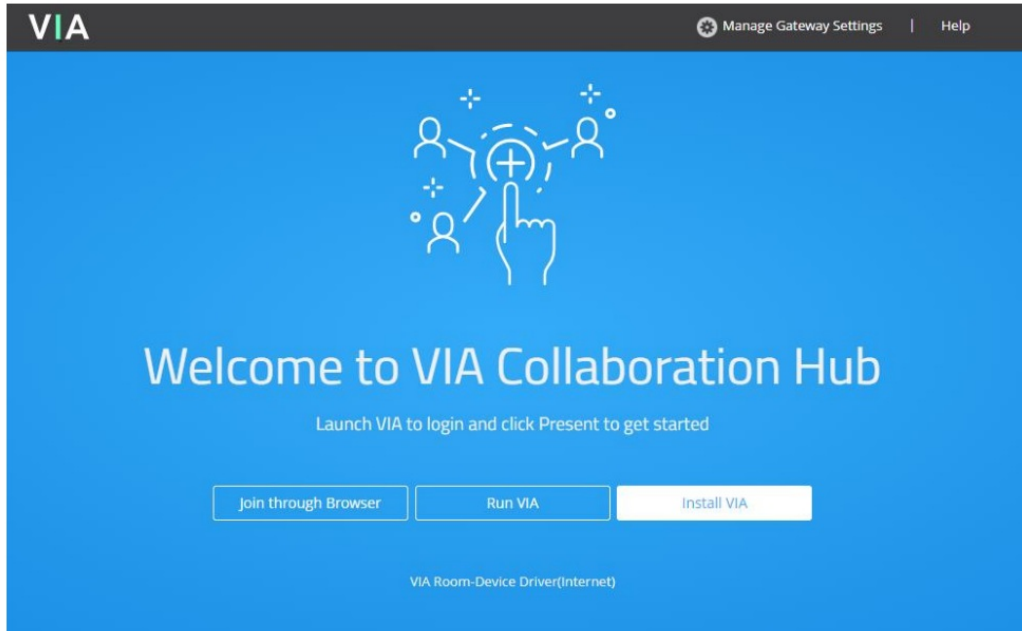 VIA
Manage Gateway Settings | Help
Welcome to VIA Collaboration Hub
Launch VIA to login and click Present to get started
Join through Browser
Run VIA
Install VIA
VIA Room-Device Driver(Internet)